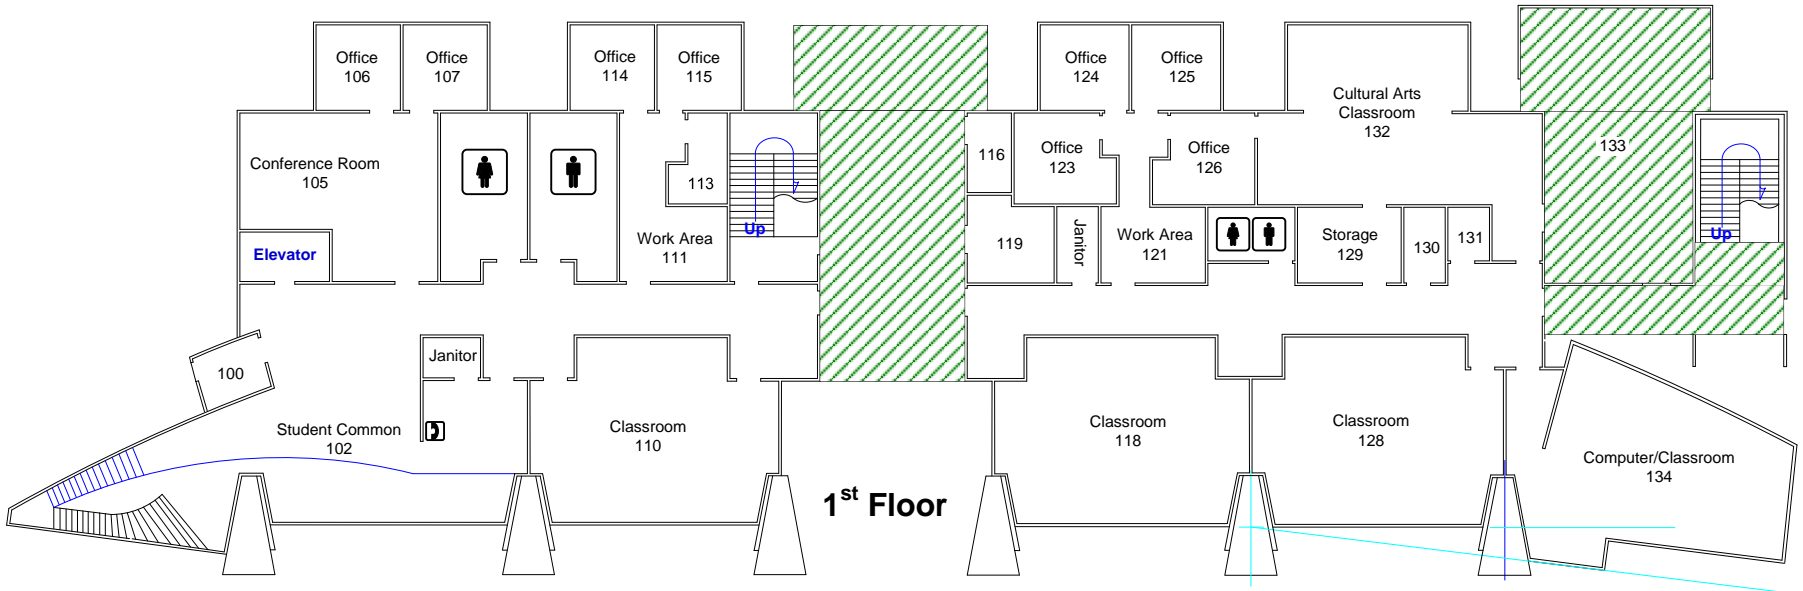 Office
106
Office
107
Office
114
Office
115
Office
124
Office
125
Cultural Arts
Classroom
132
133
Conference Room
105
113
116
Office
123
Office
126
Elevator
Work Area
111
Up
119
Janitor
Work Area
121
Storage
129
130
131
Up
100
Janitor
Student Common
102
Classroom
110
Classroom
118
Classroom
128
Computer/Classroom
134
1st Floor